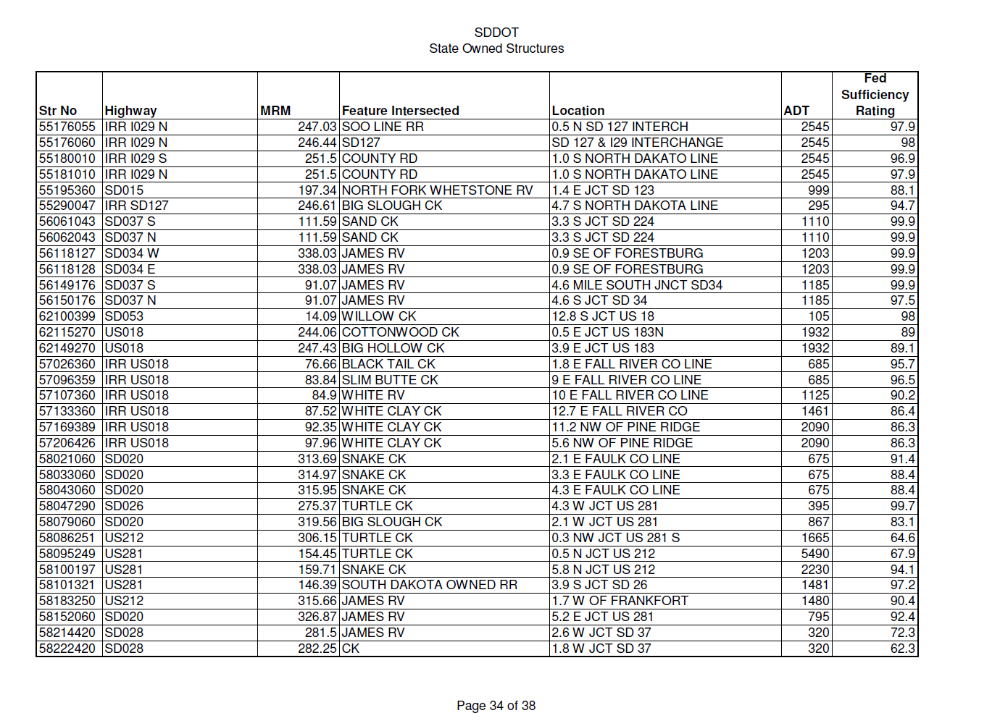 SDDOT
State Owned Structures
Str No Highway MRM Feature Intersected Location ADT Fed Sufficiency Rating
55176055 IRR I029 N 247.03 SOO LINE RR 0.5 N SD 127 INTERCH 2545 97.9
55176060 IRR I029 N 246.44 SD127 SD 127 & I29 INTERCHANGE 2545 98
55180010 IRR I029 S 251.5 COUNTY RD 1.0 S NORTH DAKATO LINE 2545 96.9
55181010 IRR I029 N 251.5 COUNTY RD 1.0 S NORTH DAKATO LINE 2545 97.9
55195360 SD015 197.34 NORTH FORK WHETSTONE RV 1.4 E JCT SD 123 999 88.1
55290047 IRR SD127 246.61 BIG SLOUGH CK 4.7 S NORTH DAKOTA LINE 295 94.7
56061043 SD037 S 111.59 SAND CK 3.3 S JCT SD 224 1110 99.9
56062043 SD037 N 111.59 SAND CK 3.3 S JCT SD 224 1110 99.9
56118127 SD034 W 338.03 JAMES RV 0.9 SE OF FORESTBURG 1203 99.9
56118128 SD034 E 338.03 JAMES RV 0.9 SE OF FORESTBURG 1203 99.9
56149176 SD037 S 91.07 JAMES RV 4.6 MILE SOUTH JNCT SD34 1185 99.9
56150176 SD037 N 91.07 JAMES RV 4.6 S JCT SD 34 1185 97.5
62100399 SD053 14.09 WILLOW CK 12.8 S JCT US 18 105 98
62115270 US018 244.06 COTTONWOOD CK 0.5 E JCT US 183N 1932 89
62149270 US018 247.43 BIG HOLLOW CK 3.9 E JCT US 183 1932 89.1
57026360 IRR US018 76.66 BLACK TAIL CK 1.8 E FALL RIVER CO LINE 685 95.7
57096359 IRR US018 83.84 SLIM BUTTE CK 9 E FALL RIVER CO LINE 685 96.5
57107360 IRR US018 84.9 WHITE RV 10 E FALL RIVER CO LINE 1125 90.2
57133360 IRR US018 87.52 WHITE CLAY CK 12.7 E FALL RIVER CO 1461 86.4
57169389 IRR US018 92.35 WHITE CLAY CK 11.2 NW OF PINE RIDGE 2090 86.3
57206426 IRR US018 97.96 WHITE CLAY CK 5.6 NW OF PINE RIDGE 2090 86.3
58021060 SD020 313.69 SNAKE CK 2.1 E FAULK CO LINE 675 91.4
58033060 SD020 314.97 SNAKE CK 3.3 E FAULK CO LINE 675 88.4
58043060 SD020 315.95 SNAKE CK 4.3 E FAULK CO LINE 675 88.4
58047290 SD026 275.37 TURTLE CK 4.3 W JCT US 281 395 99.7
58079060 SD020 319.56 BIG SLOUGH CK 2.1 W JCT US 281 867 83.1
58086251 US212 306.15 TURTLE CK 0.3 NW JCT US 281 S 1665 64.6
58095249 US281 154.45 TURTLE CK 0.5 N JCT US 212 5490 67.9
58100197 US281 159.71 SNAKE CK 5.8 N JCT US 212 2230 94.1
58101321 US281 146.39 SOUTH DAKOTA OWNED RR 3.9 S JCT SD 26 1481 97.2
58183250 US212 315.66 JAMES RV 1.7 W OF FRANKFORT 1480 90.4
58152060 SD020 326.87 JAMES RV 5.2 E JCT US 281 795 92.4
58214420 SD028 281.5 JAMES RV 2.6 W JCT SD 37 320 72.3
58222420 SD028 282.25 CK 1.8 W JCT SD 37 320 62.3
Page 34 of 38